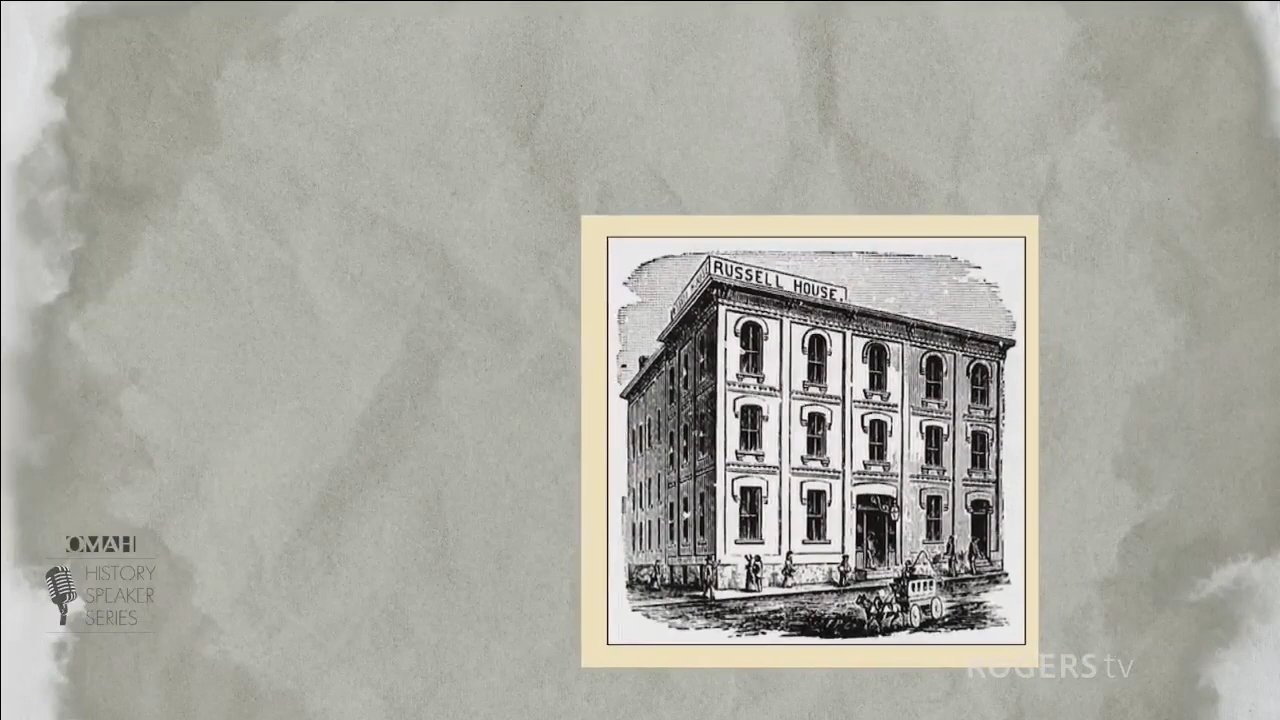 RUSSELL HOUSE.
OMAH
HISTORY
SPEAKER
SERIES
ROGERS tv